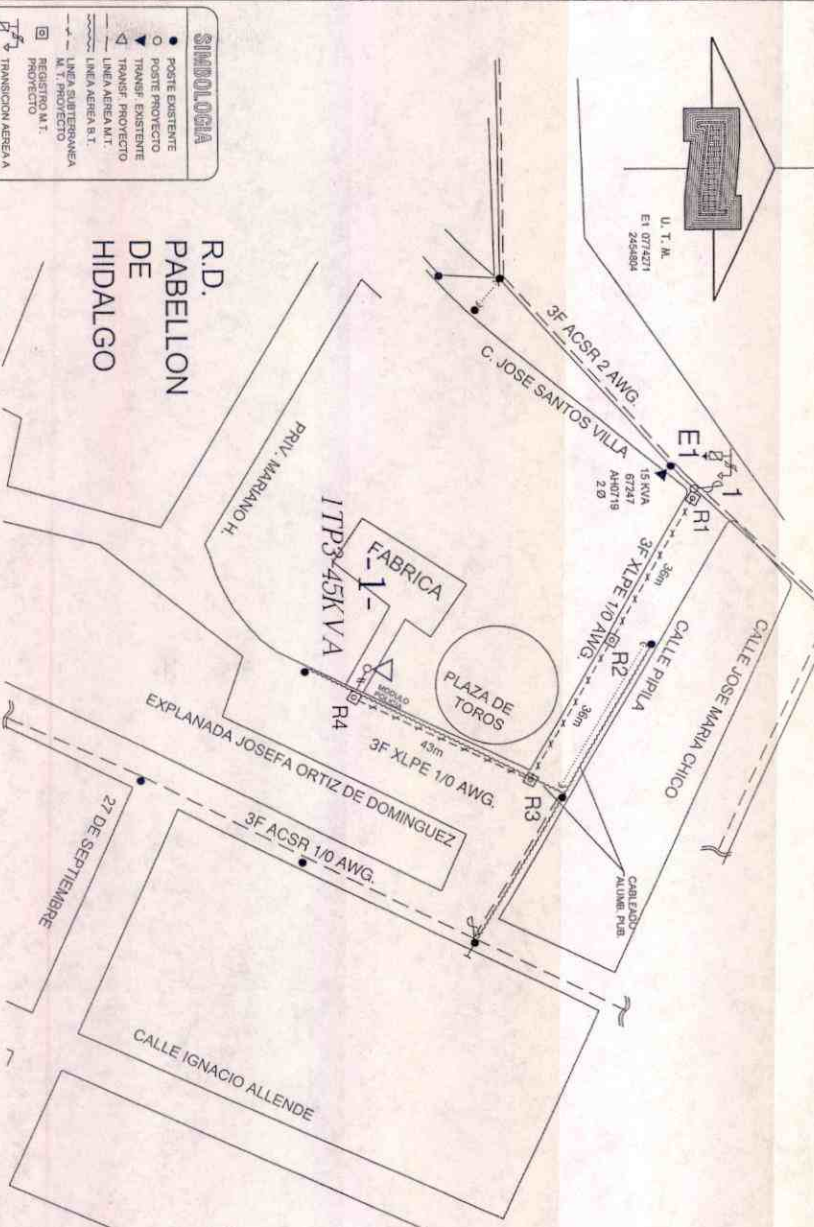 U. T. M.
E1 0774271
2454804
SIMBOLOGIA
POSTE EXISTENTE
POSTE PROYECTO
TRANSF. EXISTENTE
TRANSF. PROYECTO
LINEA AEREA M.T.
LINEA AEREA B.T.
LINEA SUBTERRANEA
M. T. PROYECTO
REGISTRO M.T.
PROYECTO
TRANSICION AEREA A
R.D.
PABELLON
DE
HIDALGO
3F ACSR 2 AWG.
C. JOSE SANTOS VILLA
E1
1
15 KVA
67247
AH0719
2 Ø
R1
36m
3F XLPE 1/0 AWG.
R2
36m
CALLE PIPILA
CALLE JOSE MARIA CHICO
PRIV. MARIANO H.
FABRICA
-1-
1TP3-45KVA
PLAZA DE
TOROS
MODULO
POLICIA
R4
43m
3F XLPE 1/0 AWG.
R3
CABLEADO
ALUMB. PUB.
EXPLANADA JOSEFA ORTIZ DE DOMINGUEZ
3F ACSR 1/0 AWG.
27 DE SEPTIEMBRE
CALLE IGNACIO ALLENDE